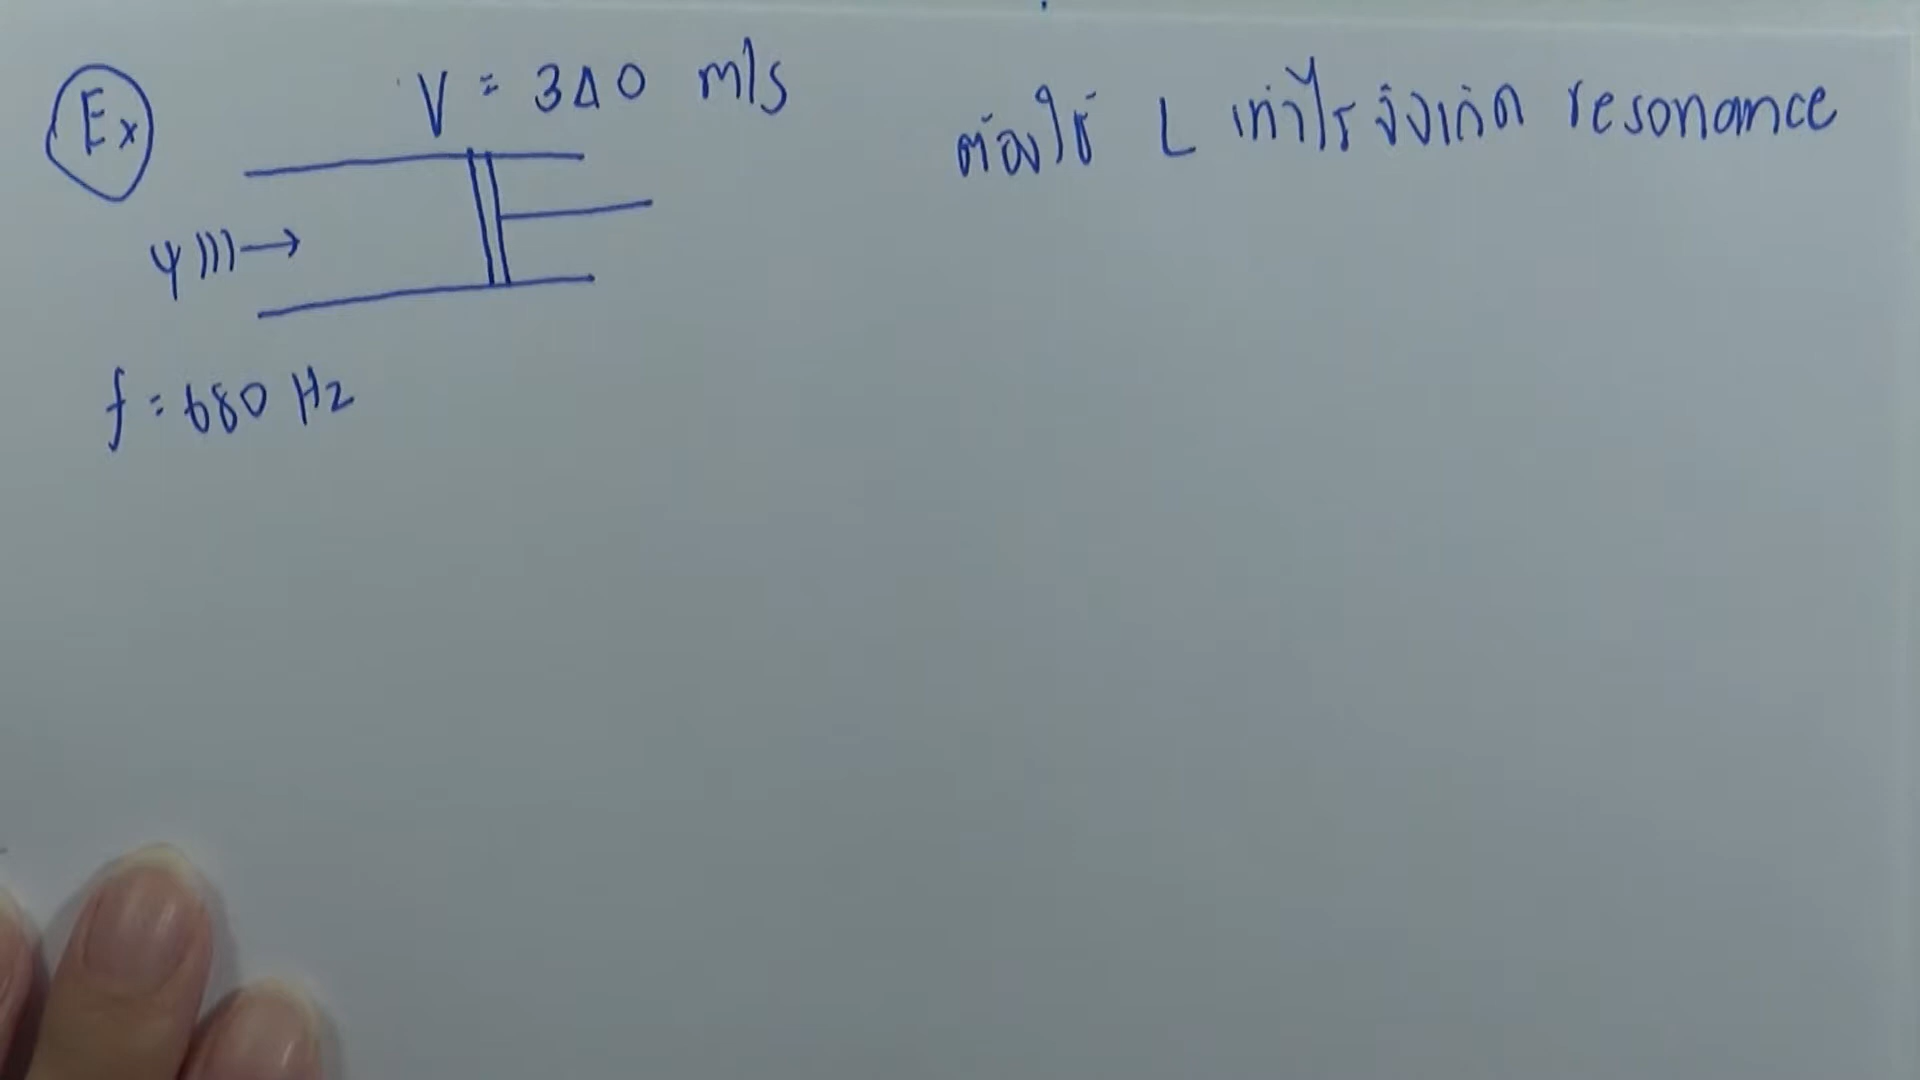 Ex
V = 340 m/s
ต้องใช้ L เท่าไรจึงเกิด resonance
f = 680 Hz